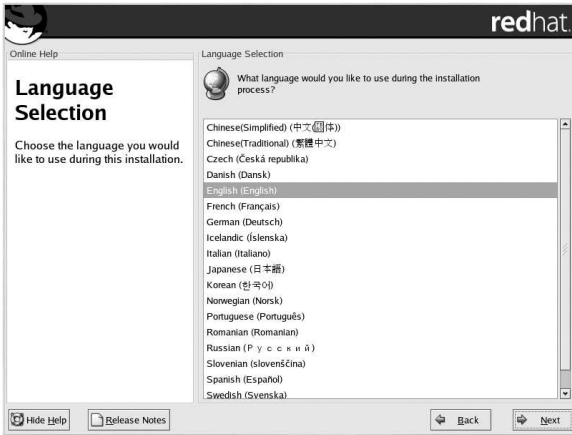 redhat.
Online Help
Language
Selection
Choose the language you would
like to use during this installation.
Language Selection
What language would you like to use during the installation
process?
Chinese(Simplified) (中文(体))
Chinese(Traditional) (繁體中文)
Czech (Česká republika)
Danish (Dansk)
English (English)
French (Français)
German (Deutsch)
Icelandic (Íslenska)
Italian (Italiano)
Japanese (日本語)
Korean (한국어)
Norwegian (Norsk)
Portuguese (Português)
Romanian (Romanian)
Russian (Русский)
Slovenian (slovenščina)
Spanish (Español)
Swedish (Svenska)
Hide Help
Release Notes
Back
Next